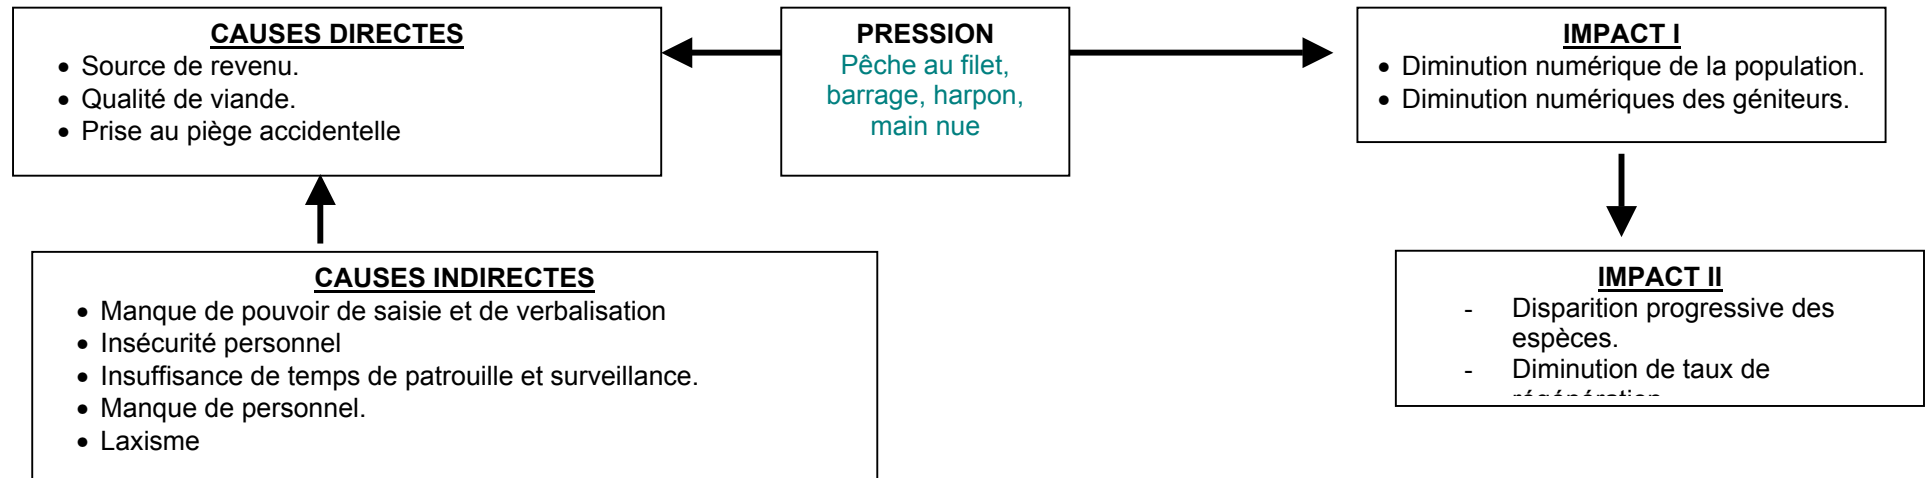 CAUSES DIRECTES
• Source de revenu.
• Qualité de viande.
• Prise au piège accidentelle
PRESSION
Pêche au filet,
barrage, harpon,
main nue
IMPACT I
• Diminution numérique de la population.
• Diminution numériques des géniteurs.
CAUSES INDIRECTES
• Manque de pouvoir de saisie et de verbalisation
• Insécurité personnel
• Insuffisance de temps de patrouille et surveillance.
• Manque de personnel.
• Laxisme
IMPACT II
- Disparition progressive des
espèces.
- Diminution de taux de